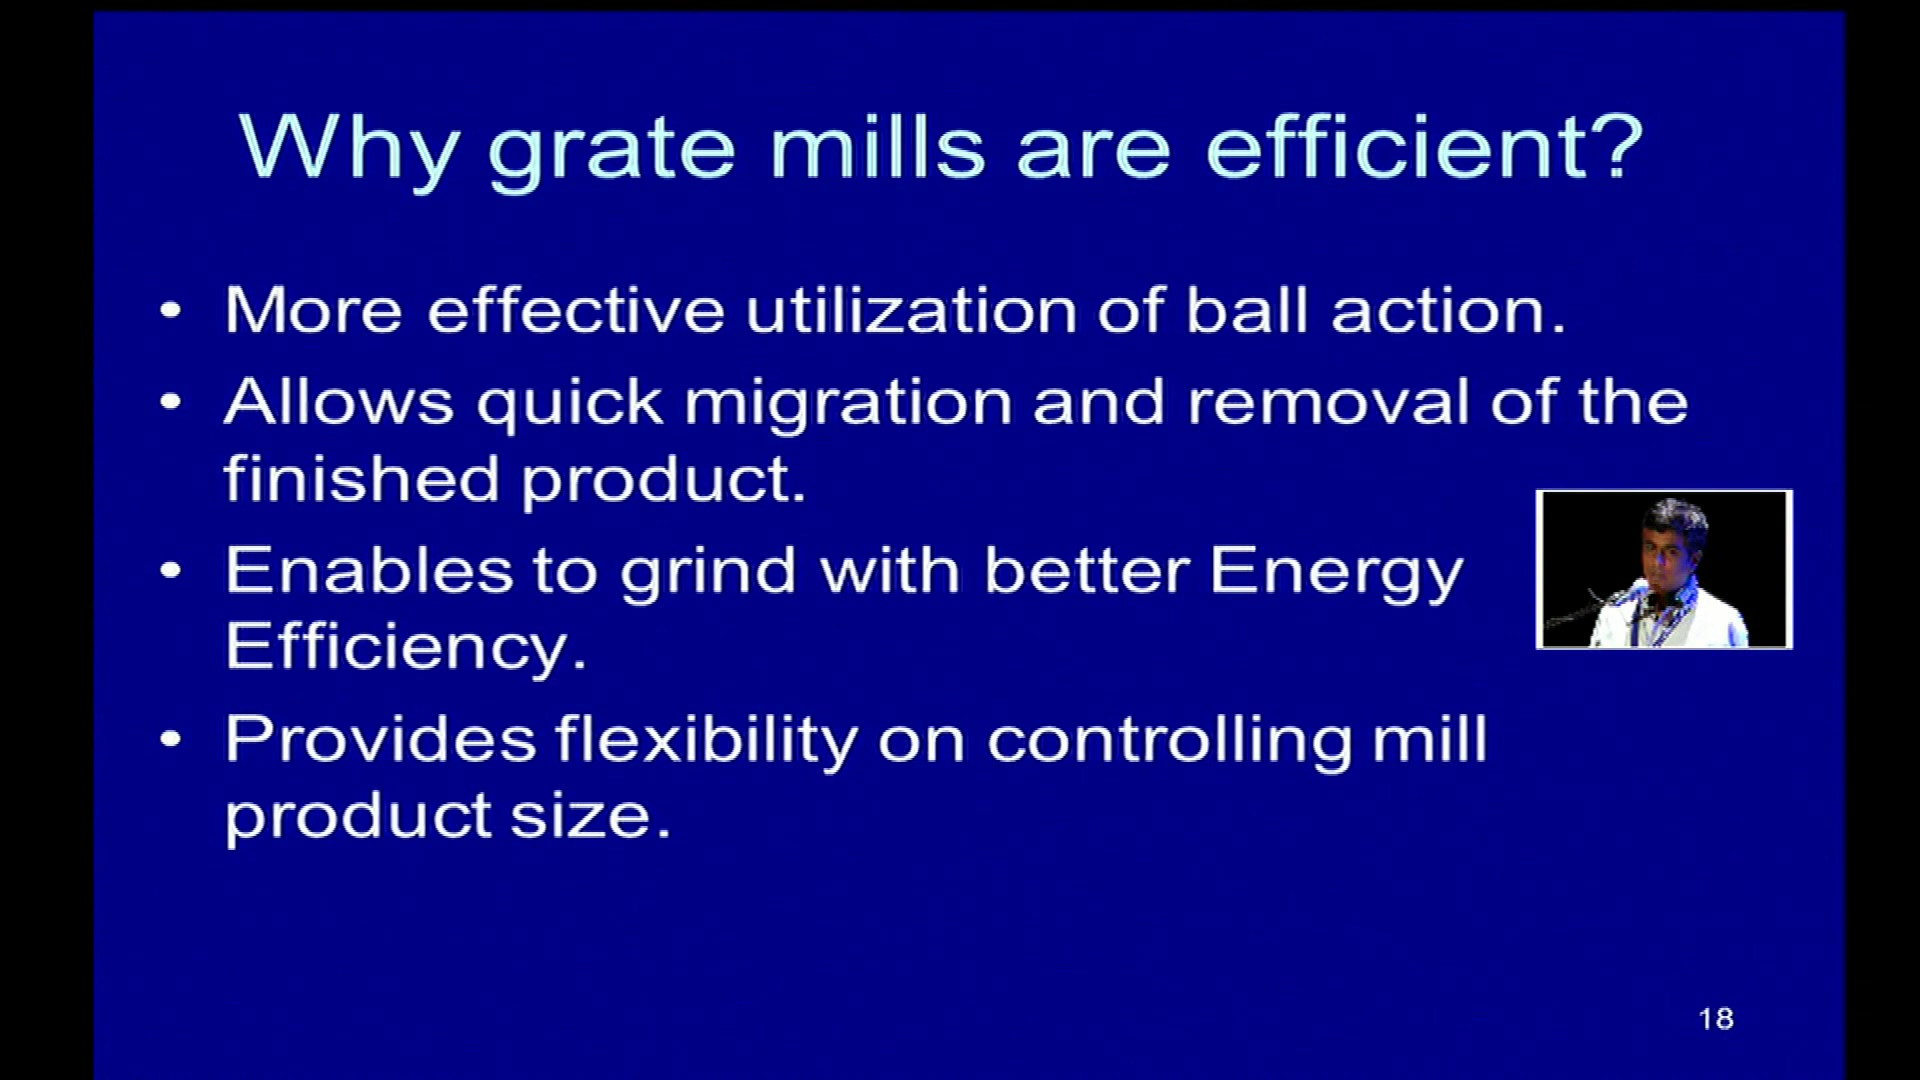 Why grate mills are efficient?
• More effective utilization of ball action.
• Allows quick migration and removal of the
finished product.
• Enables to grind with better Energy
Efficiency.
• Provides flexibility on controlling mill
product size.
18